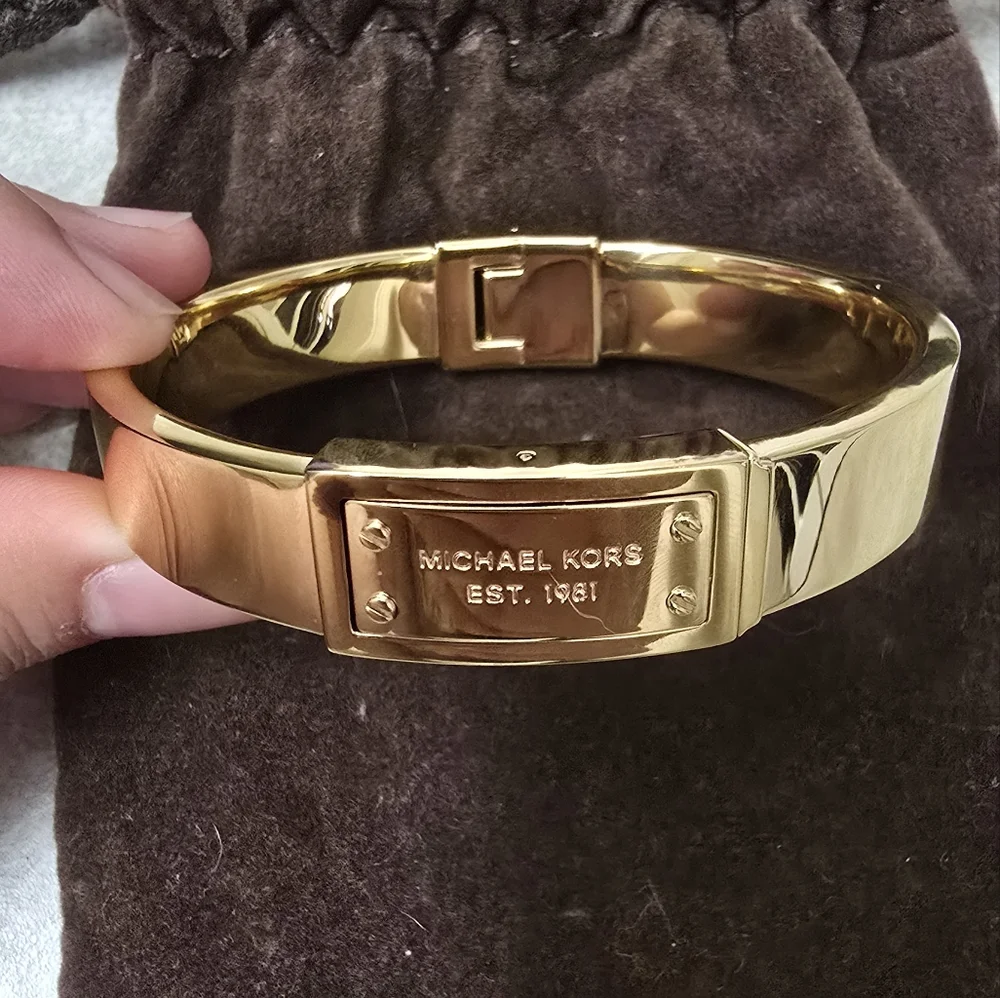 MICHAEL KORS
EST. 1981